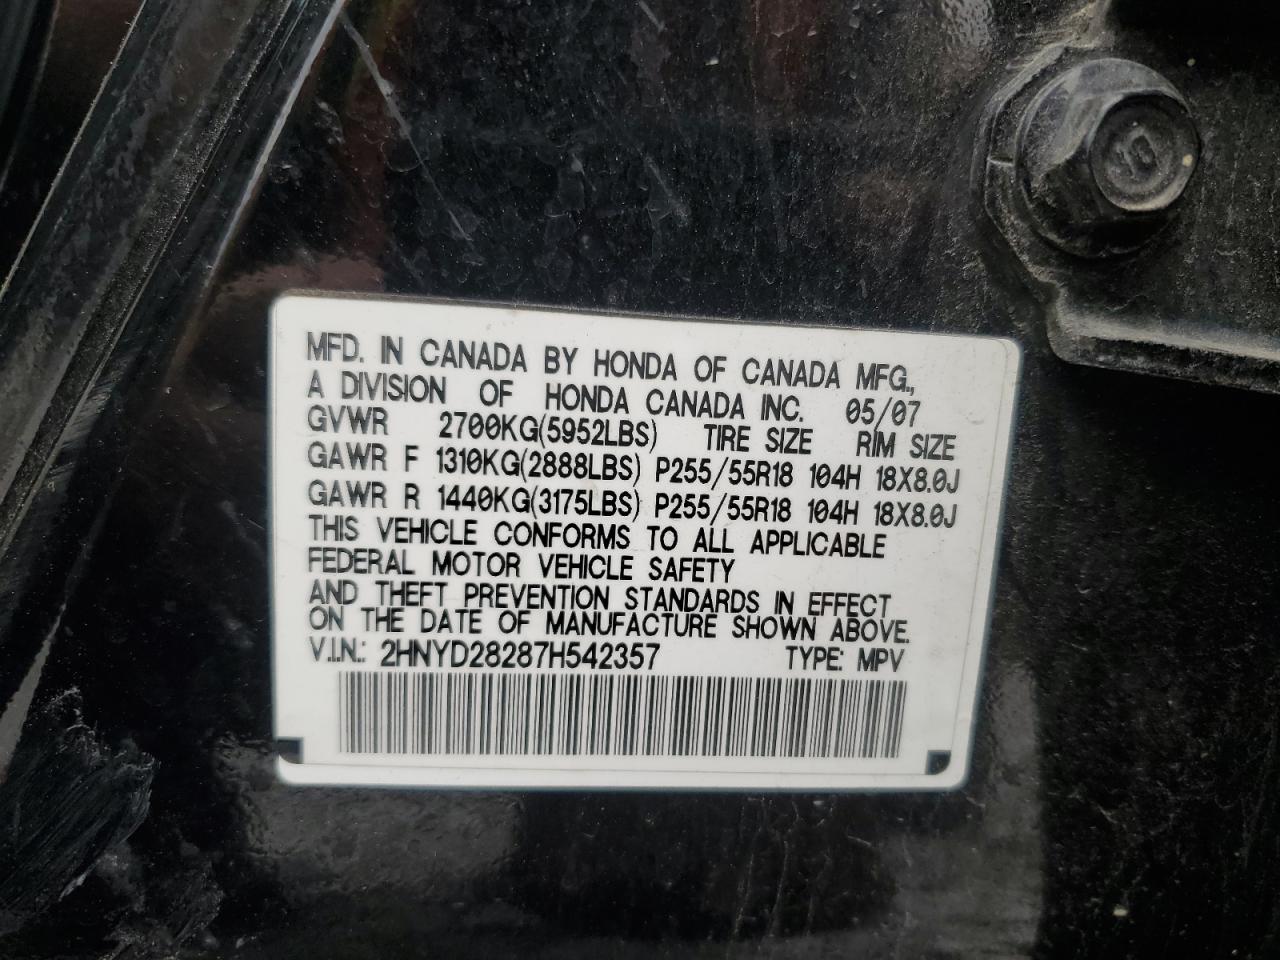 MFD. IN CANADA BY HONDA OF CANADA MFG.,
A DIVISION OF HONDA CANADA INC. 05/07
GVWR 2700KG(5952LBS) TIRE SIZE RIM SIZE
GAWR F 1310KG(2888LBS) P255/55R18 104H 18X8.0J
GAWR R 1440KG(3175LBS) P255/55R18 104H 18X8.0J
THIS VEHICLE CONFORMS TO ALL APPLICABLE
FEDERAL MOTOR VEHICLE SAFETY
AND THEFT PREVENTION STANDARDS IN EFFECT
ON THE DATE OF MANUFACTURE SHOWN ABOVE.
V.I.N.: 2HNYD28287H542357 TYPE: MPV